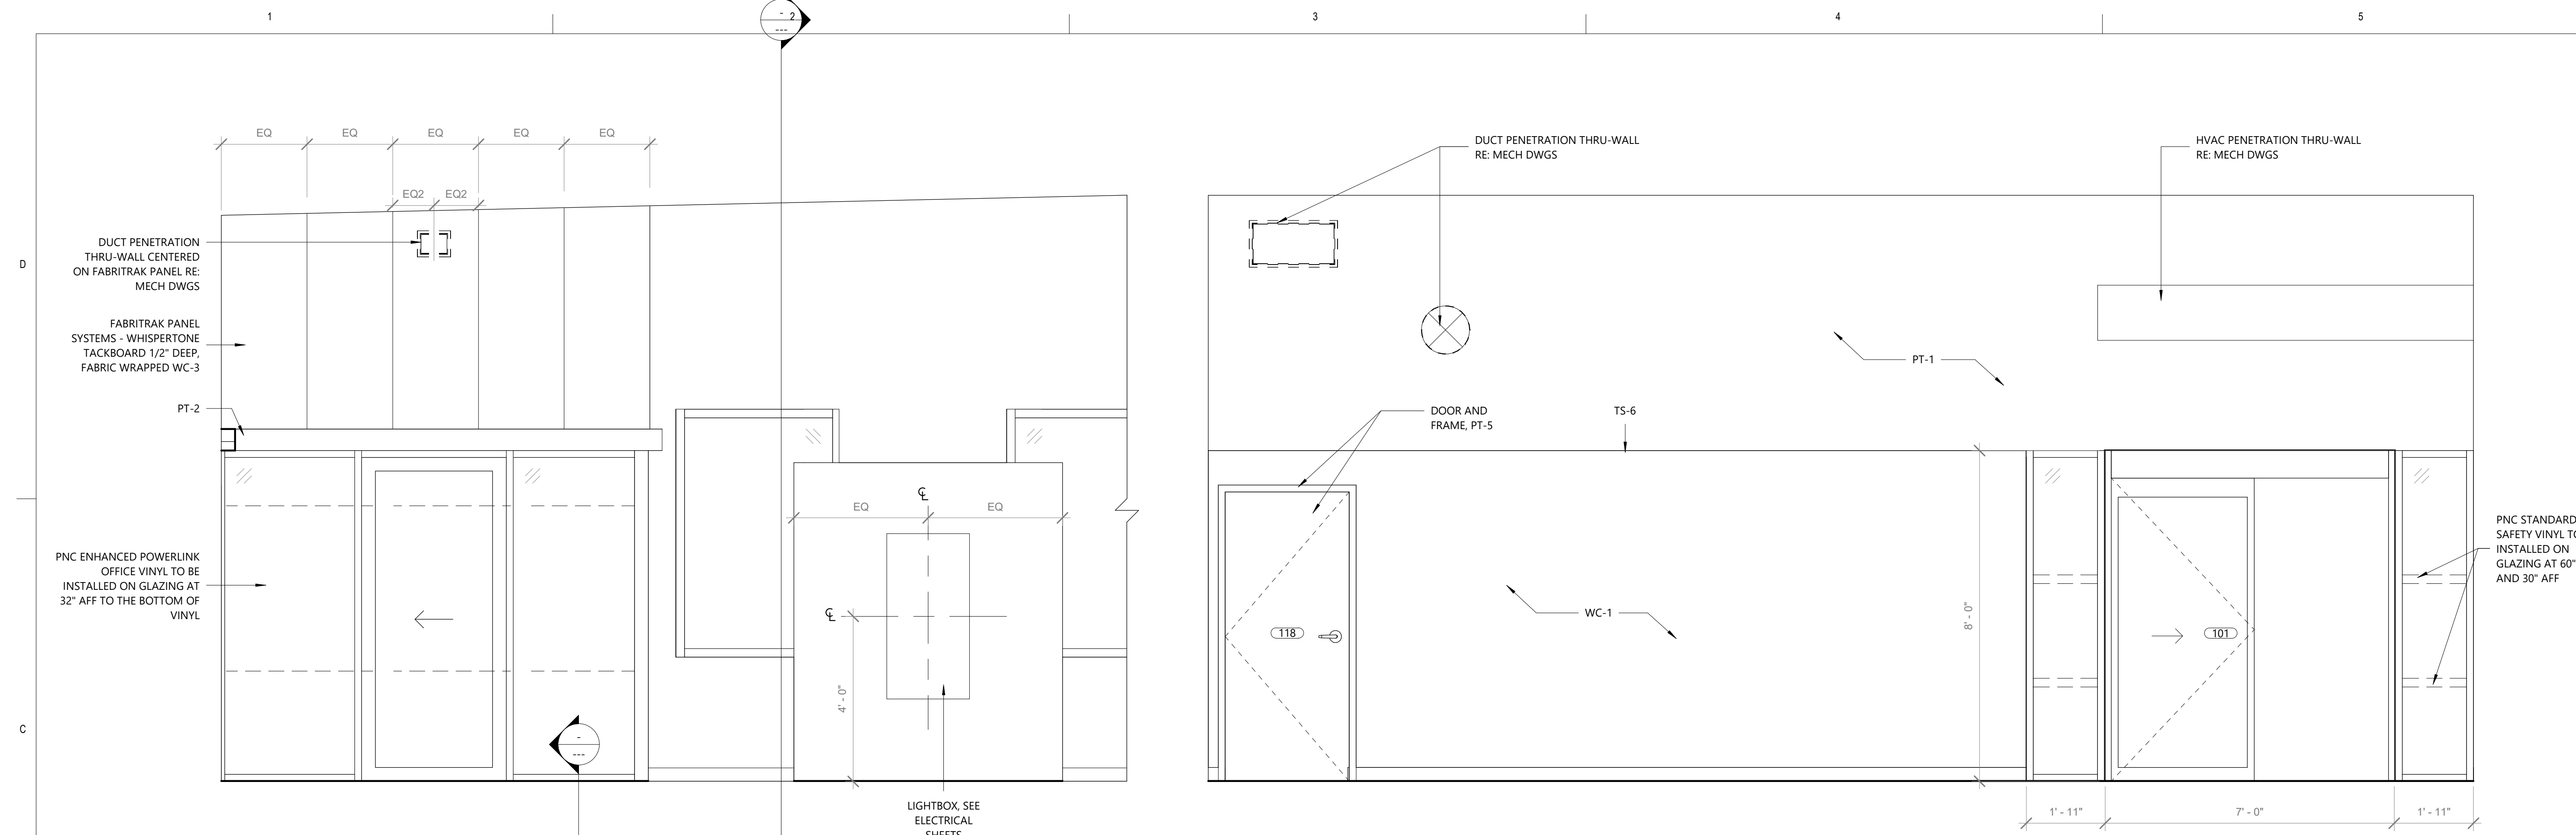 1
2
3
4
5
-
---
EQ
EQ
EQ
EQ
EQ
EQ2
EQ2
DUCT PENETRATION
THRU-WALL CENTERED
ON FABRITRAK PANEL RE:
MECH DWGS
FABRITRAK PANEL
SYSTEMS - WHISPERTONE
TACKBOARD 1/2" DEEP,
FABRIC WRAPPED WC-3
PT-2
PNC ENHANCED POWERLINK
OFFICE VINYL TO BE
INSTALLED ON GLAZING AT
32" AFF TO THE BOTTOM OF
VINYL
D
C
-
---
EQ
EQ
CL
CL
4' - 0"
LIGHTBOX, SEE
ELECTRICAL
SHEETS
DUCT PENETRATION THRU-WALL
RE: MECH DWGS
HVAC PENETRATION THRU-WALL
RE: MECH DWGS
PT-1
DOOR AND
FRAME, PT-5
TS-6
WC-1
118
8' - 0"
101
PNC STANDARD
SAFETY VINYL TO
INSTALLED ON
GLAZING AT 60"
AND 30" AFF
1' - 11"
7' - 0"
1' - 11"